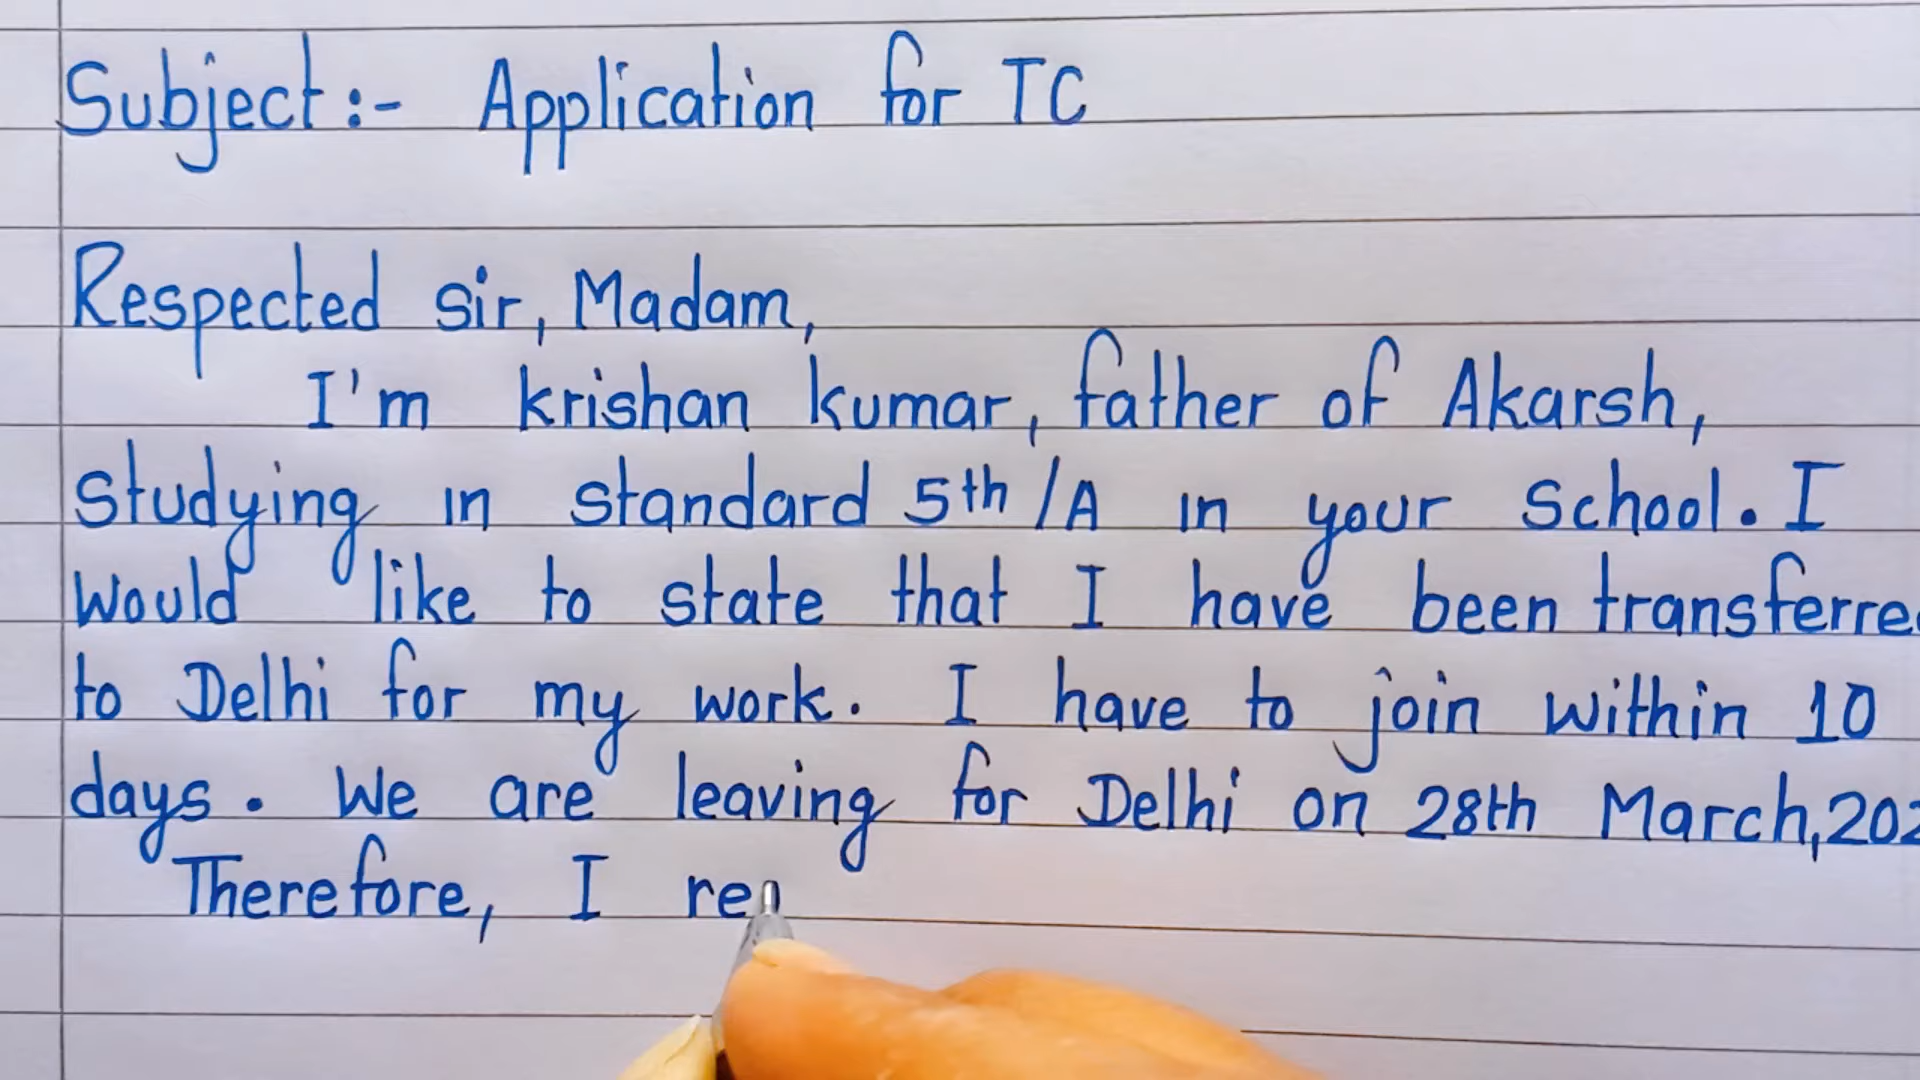 Subject:- Application for TC
Respected sir, Madam,
I'm krishan kumar, father of Akarsh,
studying in standard 5th/A in your school. I
would like to state that I have been transferre
to Delhi for my work. I have to join within 10
days. We are leaving for Delhi on 28th March, 202
Therefore, I re